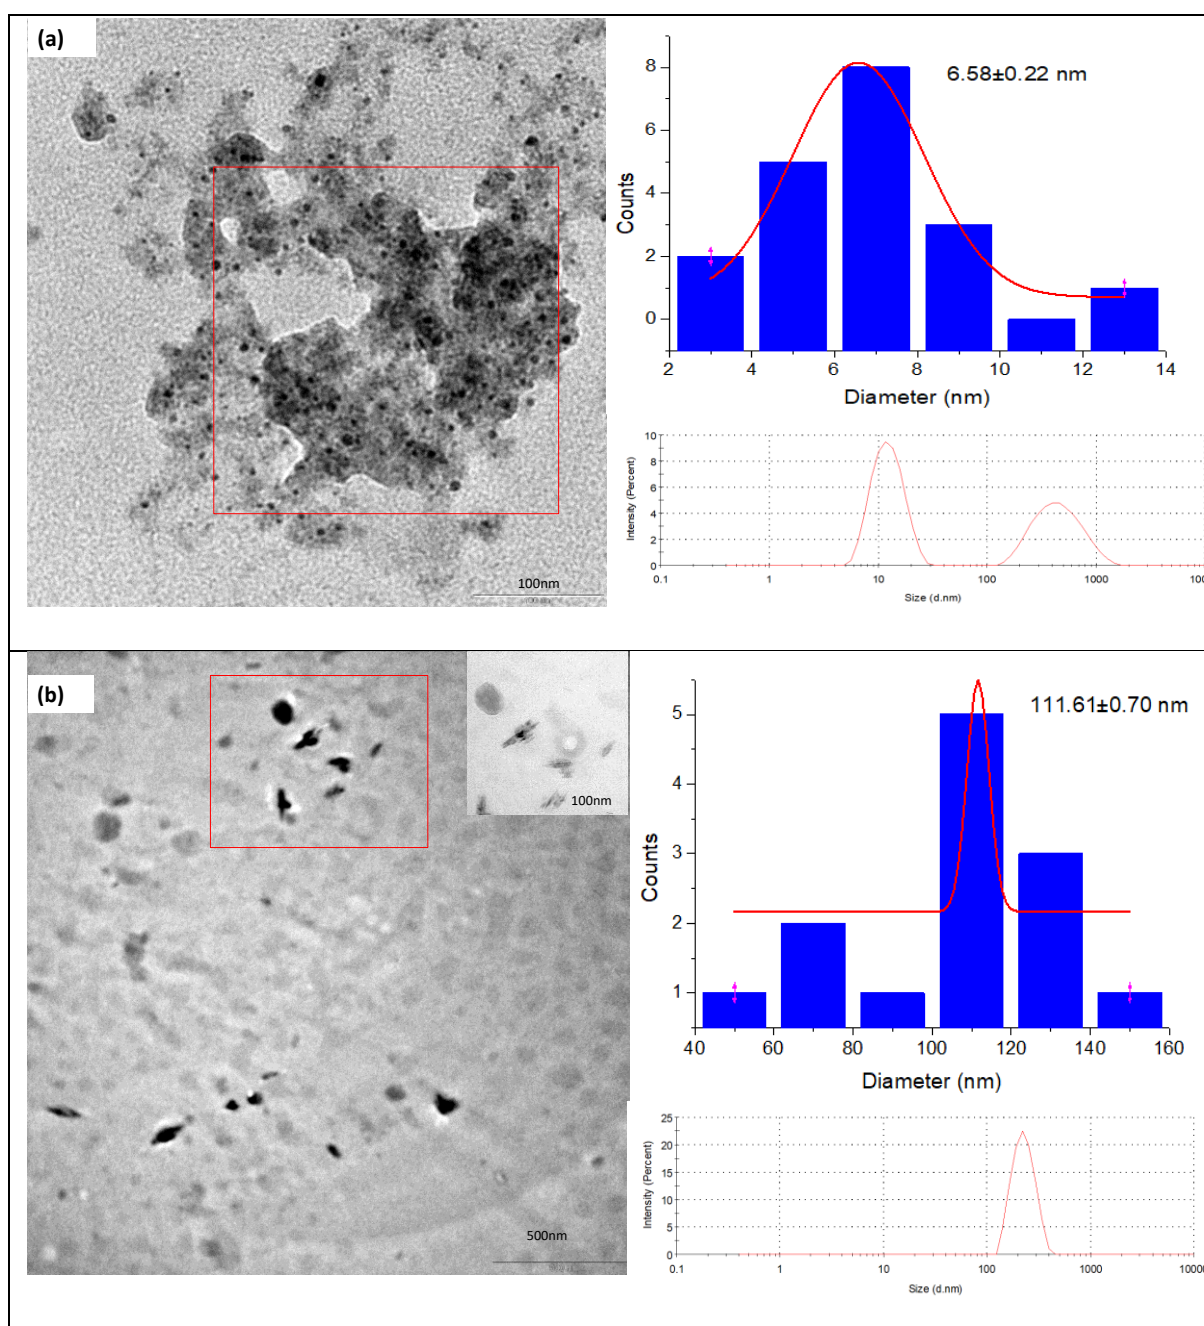 (a)
100nm
6.58±0.22 nm
Counts
8
6
4
2
0
2 4 6 8 10 12 14
Diameter (nm)
Intensity (Percent)
10
8
6
4
2
0
0.1 1 10 100 1000
Size (d.nm)
(b)
100nm
500nm
111.61±0.70 nm
Counts
5
4
3
2
1
40 60 80 100 120 140 160
Diameter (nm)
Intensity (Percent)
25
20
15
10
5
0
0.1 1 10 100 1000 10000
Size (d.nm)